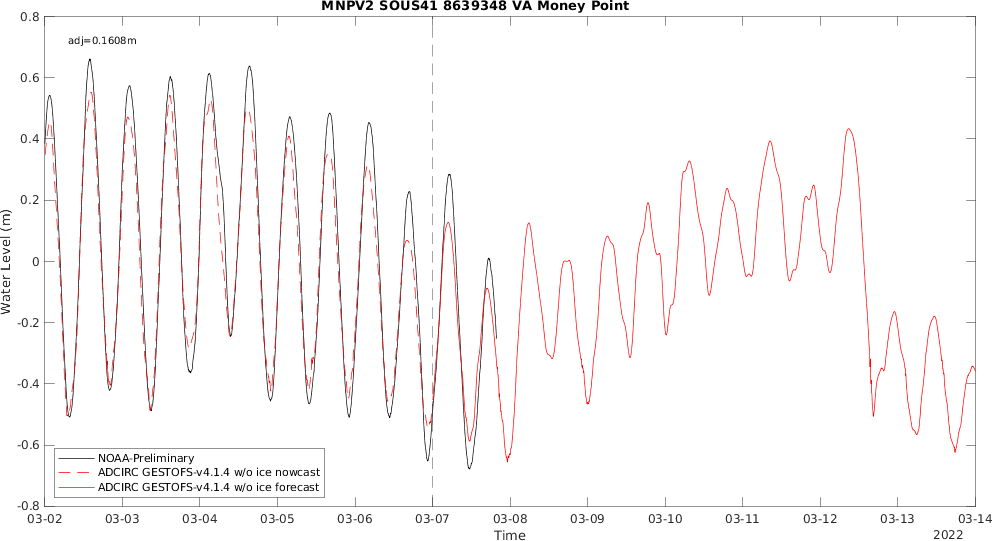 MNPV2 SOUS41 8639348 VA Money Point
adj=0.1608m
0.8
0.6
0.4
0.2
0
-0.2
-0.4
-0.6
-0.8
Water Level (m)
NOAA-Preliminary
ADCIRC GESTOFS-v4.1.4 w/o ice nowcast
ADCIRC GESTOFS-v4.1.4 w/o ice forecast
03-02 03-03 03-04 03-05 03-06 03-07 03-08 03-09 03-10 03-11 03-12 03-13 03-14
Time
2022